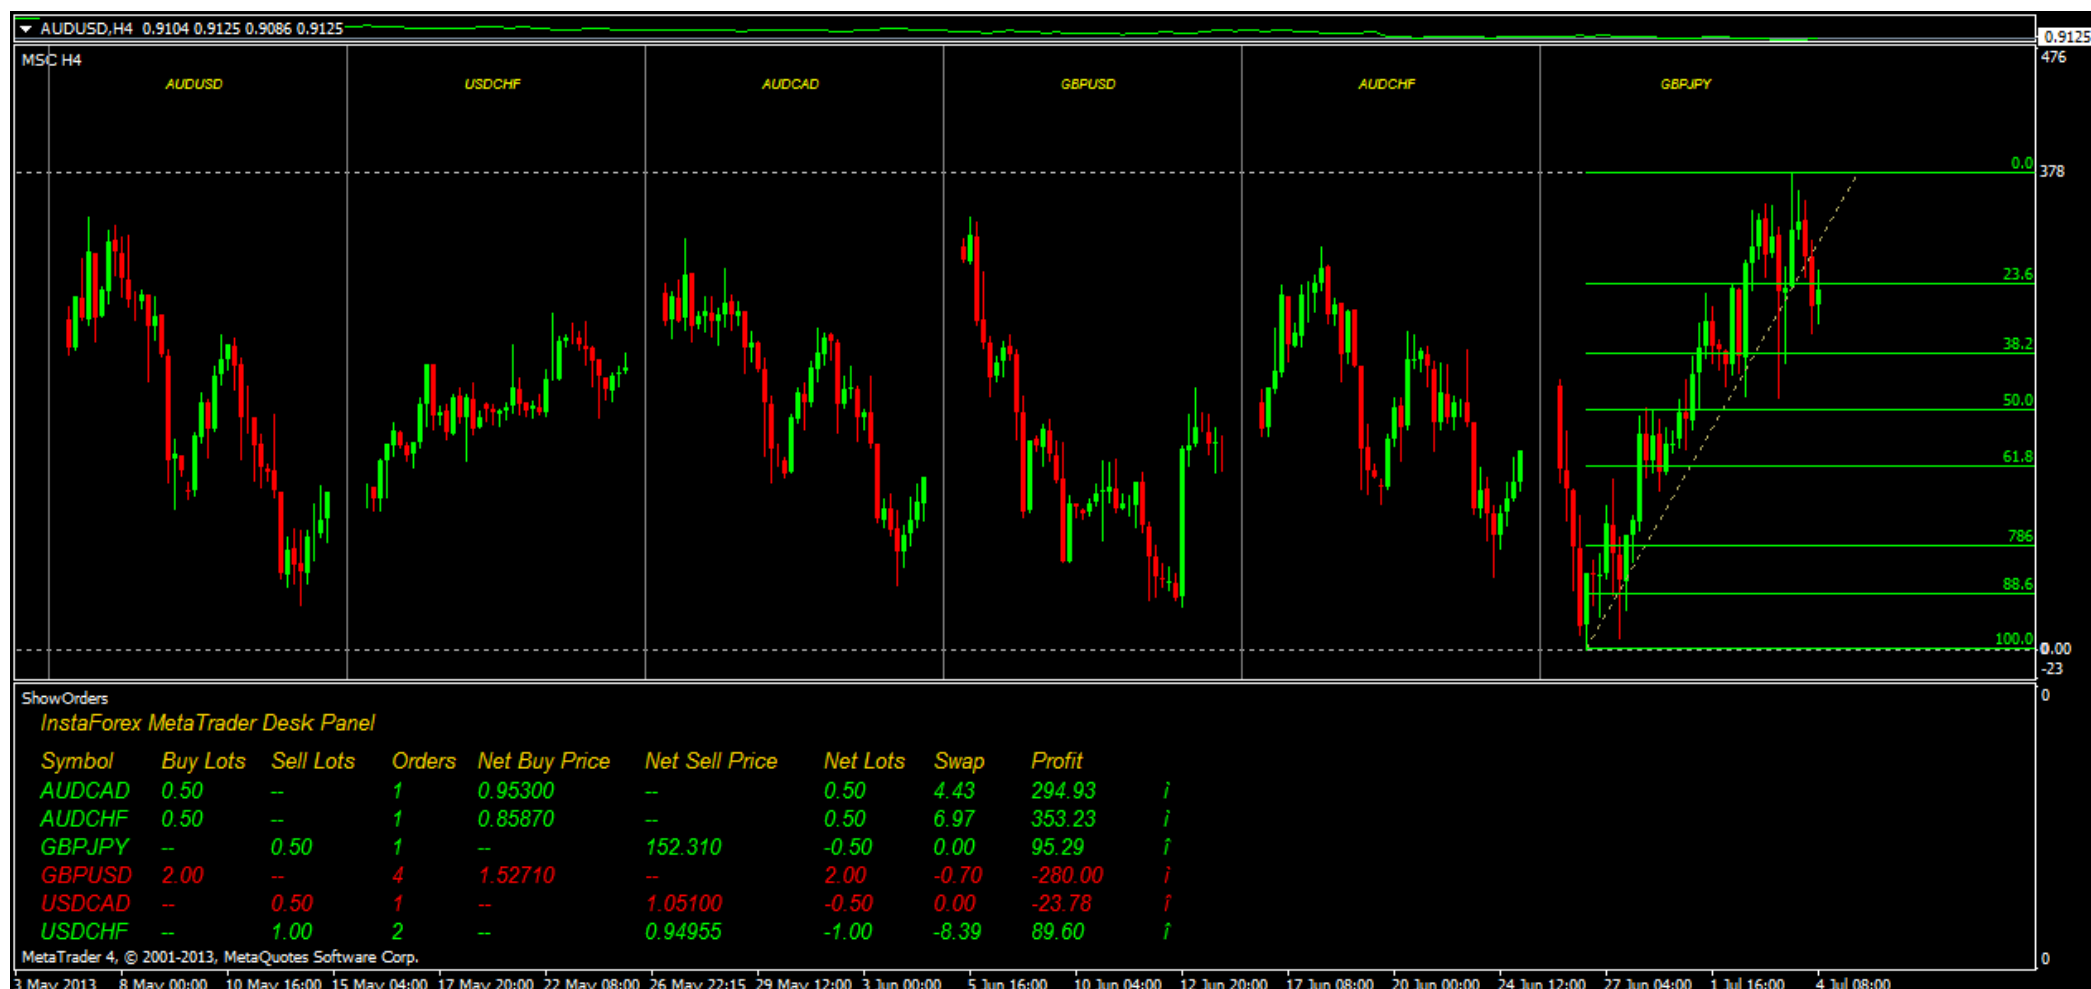 AUDUSD,H4 0.9104 0.9125 0.9086 0.9125
0.9125
MSC H4
476
AUDUSD USDCHF AUDCAD GBPUSD AUDCHF GBPJPY
0.0 378
23.6
38.2
50.0
61.8
786
88.6
100.0 0.00
-23
ShowOrders 0
InstaForex MetaTrader Desk Panel
Symbol Buy Lots Sell Lots Orders Net Buy Price Net Sell Price Net Lots Swap Profit
AUDCAD 0.50 -- 1 0.95300 -- 0.50 4.43 294.93 ì
AUDCHF 0.50 -- 1 0.85870 -- 0.50 6.97 353.23 ì
GBPJPY -- 0.50 1 -- 152.310 -0.50 0.00 95.29 î
GBPUSD 2.00 -- 4 1.52710 -- 2.00 -0.70 -280.00 ì
USDCAD -- 0.50 1 -- 1.05100 -0.50 0.00 -23.78 î
USDCHF -- 1.00 2 -- 0.94955 -1.00 -8.39 89.60 î
MetaTrader 4, © 2001-2013, MetaQuotes Software Corp. 0
3 May 2013 8 May 00:00 10 May 16:00 15 May 04:00 17 May 20:00 22 May 08:00 26 May 22:15 29 May 12:00 3 Jun 00:00 5 Jun 16:00 10 Jun 04:00 12 Jun 20:00 17 Jun 08:00 20 Jun 00:00 24 Jun 12:00 27 Jun 04:00 1 Jul 16:00 4 Jul 08:00